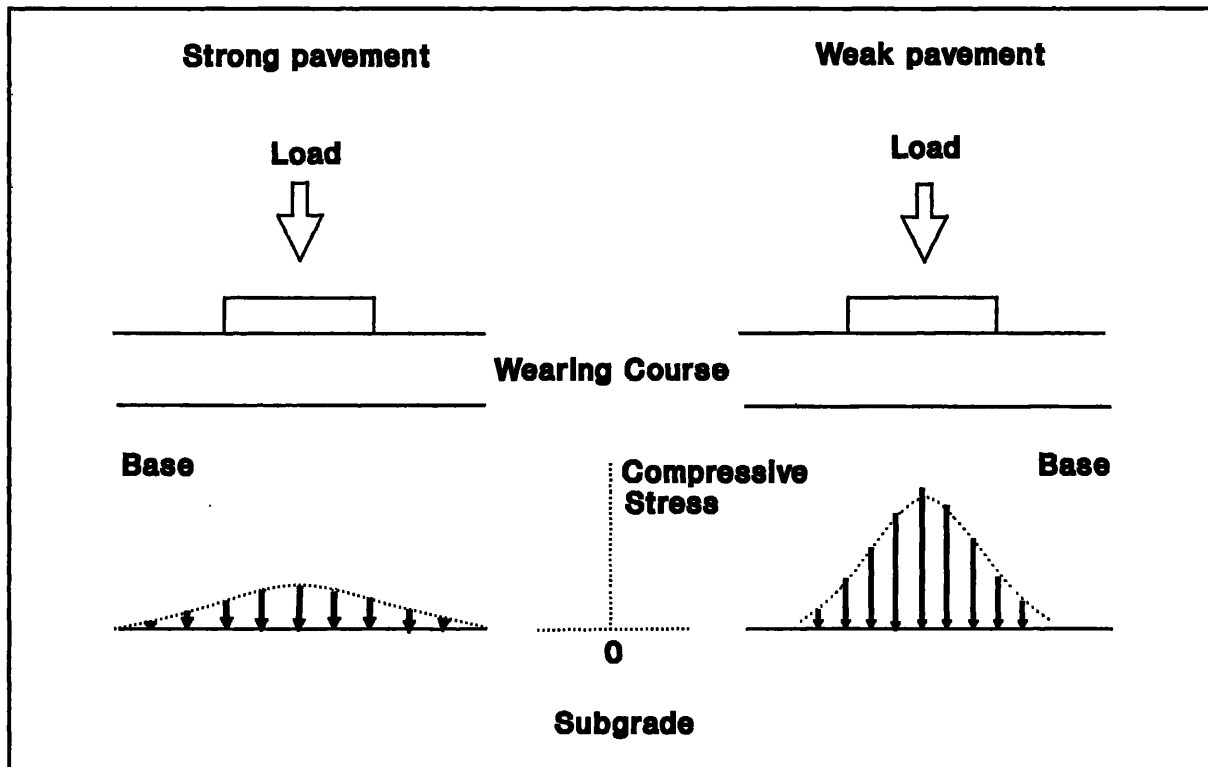 Strong pavement
Weak pavement
Load
Load
Wearing Course
Base
Compressive
Stress
Base
0
Subgrade